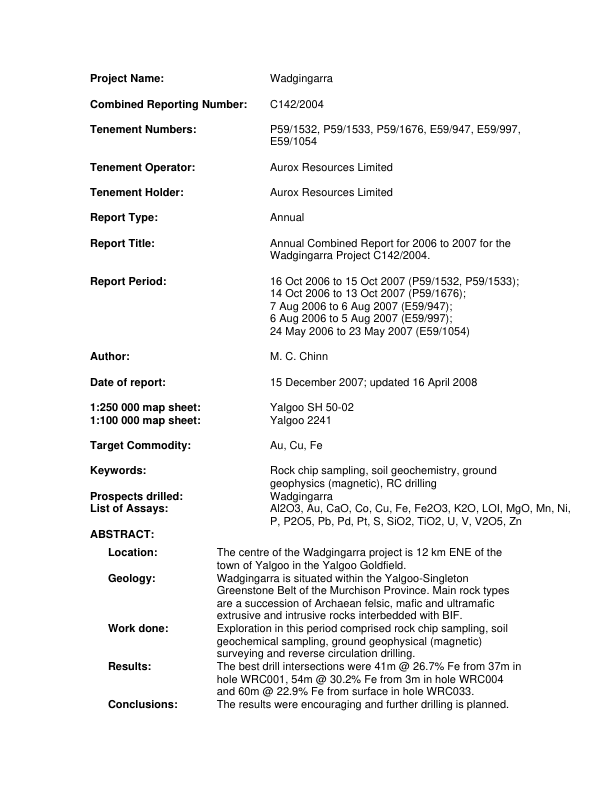 Project Name: Wadgingarra
Combined Reporting Number: C142/2004
Tenement Numbers: P59/1532, P59/1533, P59/1676, E59/947, E59/997,
E59/1054
Tenement Operator: Aurox Resources Limited
Tenement Holder: Aurox Resources Limited
Report Type: Annual
Report Title: Annual Combined Report for 2006 to 2007 for the
Wadgingarra Project C142/2004.
Report Period: 16 Oct 2006 to 15 Oct 2007 (P59/1532, P59/1533);
14 Oct 2006 to 13 Oct 2007 (P59/1676);
7 Aug 2006 to 6 Aug 2007 (E59/947);
6 Aug 2006 to 5 Aug 2007 (E59/997);
24 May 2006 to 23 May 2007 (E59/1054)
Author: M. C. Chinn
Date of report: 15 December 2007; updated 16 April 2008
1:250 000 map sheet: Yalgoo SH 50-02
1:100 000 map sheet: Yalgoo 2241
Target Commodity: Au, Cu, Fe
Keywords: Rock chip sampling, soil geochemistry, ground
geophysics (magnetic), RC drilling
Prospects drilled: Wadgingarra
List of Assays: Al2O3, Au, CaO, Co, Cu, Fe, Fe2O3, K2O, LOI, MgO, Mn, Ni,
P, P2O5, Pb, Pd, Pt, S, SiO2, TiO2, U, V, V2O5, Zn
ABSTRACT:
Location: The centre of the Wadgingarra project is 12 km ENE of the
town of Yalgoo in the Yalgoo Goldfield.
Geology: Wadgingarra is situated within the Yalgoo-Singleton
Greenstone Belt of the Murchison Province. Main rock types
are a succession of Archaean felsic, mafic and ultramafic
extrusive and intrusive rocks interbedded with BIF.
Work done: Exploration in this period comprised rock chip sampling, soil
geochemical sampling, ground geophysical (magnetic)
surveying and reverse circulation drilling.
Results: The best drill intersections were 41m @ 26.7% Fe from 37m in
hole WRC001, 54m @ 30.2% Fe from 3m in hole WRC004
and 60m @ 22.9% Fe from surface in hole WRC033.
Conclusions: The results were encouraging and further drilling is planned.